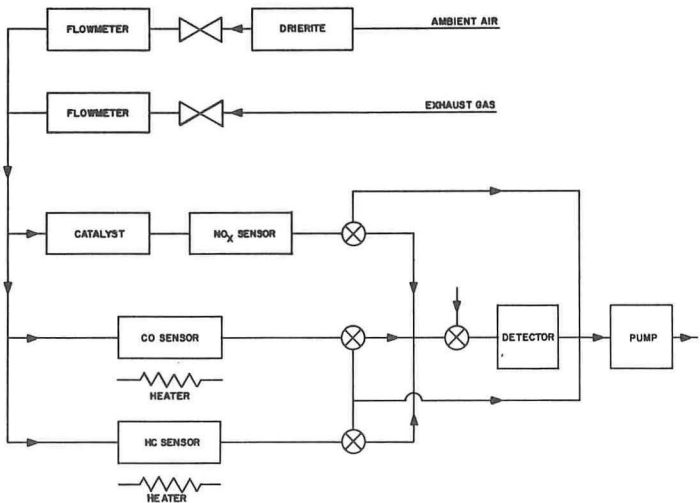 FLOWMETER
DRIERITE
AMBIENT AIR
FLOWMETER
EXHAUST GAS
CATALYST
NOX SENSOR
CO SENSOR
DETECTOR
PUMP
HEATER
HC SENSOR
HEATER